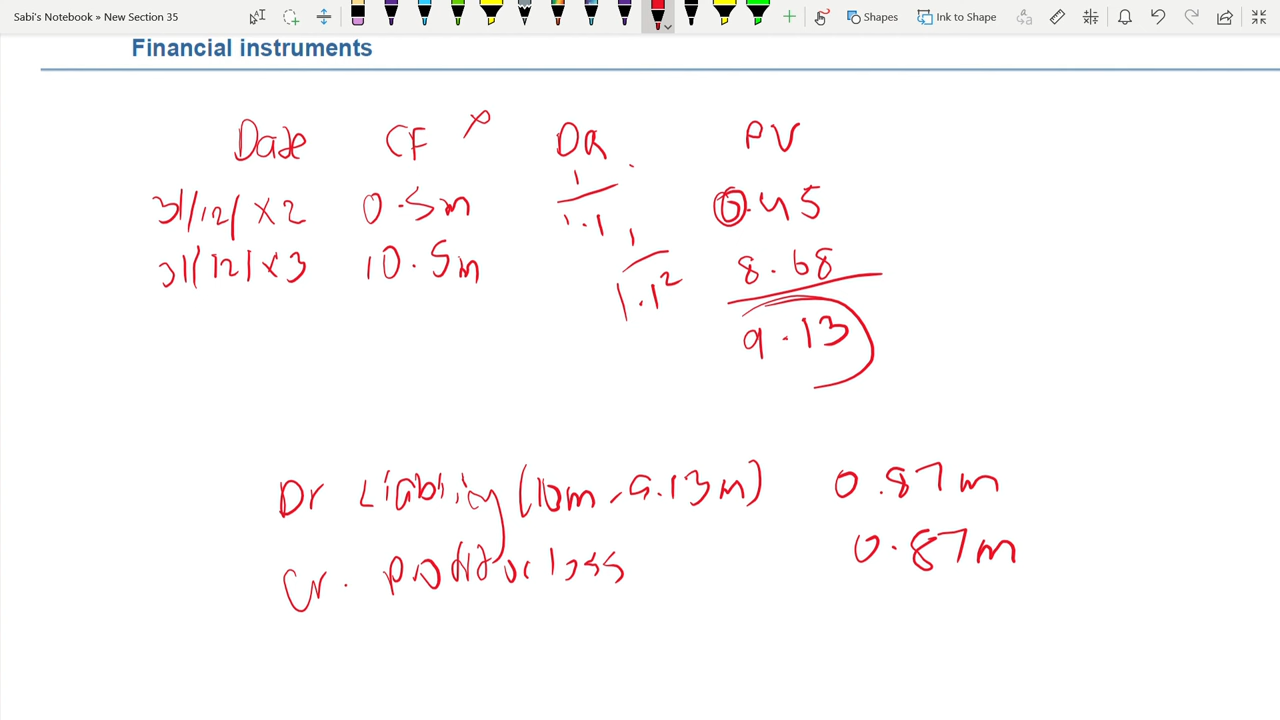 Sabi's Notebook » New Section 35
Shapes
Ink to Shape
Financial instruments
Date CF × DR PV
31/12/×2 0.5m 1/1.1 0.45
31/12/×3 10.5m 1/1.1² 8.68
9.13
Dr Liability (10m - 9.13m) 0.87m
Cr. Profit or loss 0.87m